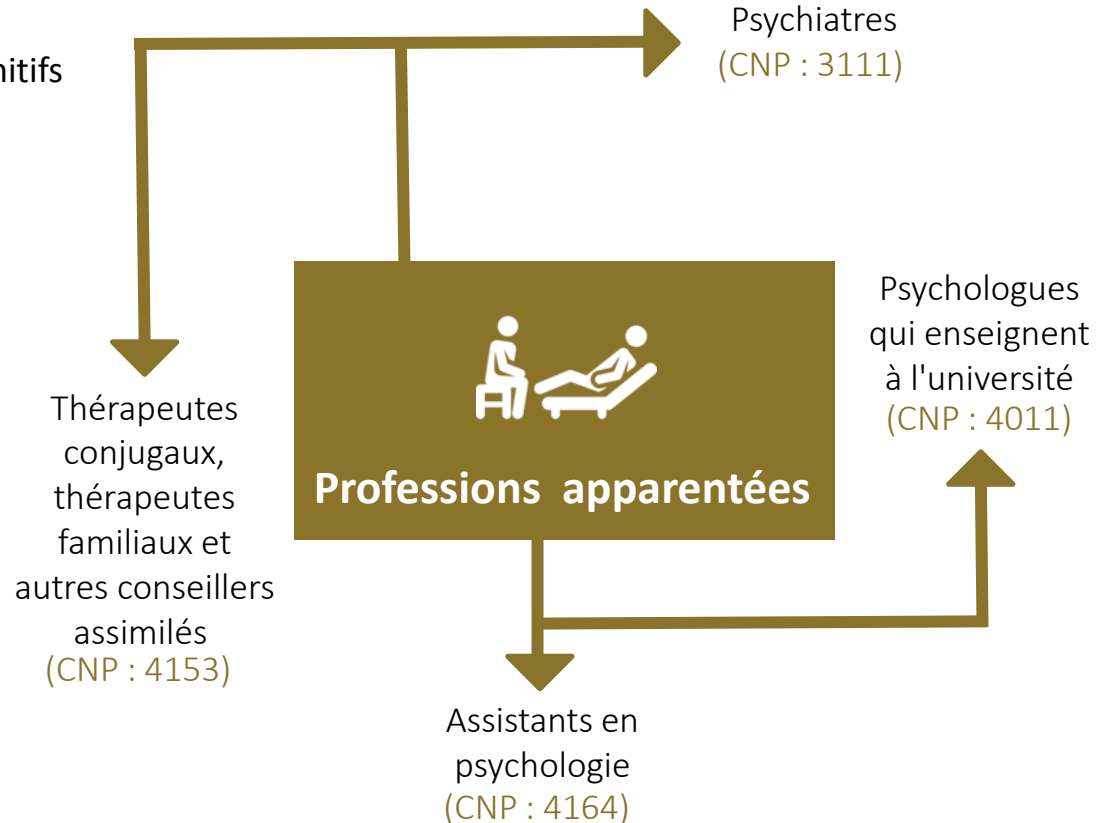 Psychiatres
(CNP : 3111)
Psychologues
qui enseignent
à l'université
(CNP : 4011)
Professions apparentées
Thérapeutes
conjugaux,
thérapeutes
familiaux et
autres conseillers
assimilés
(CNP : 4153)
Assistants en
psychologie
(CNP : 4164)